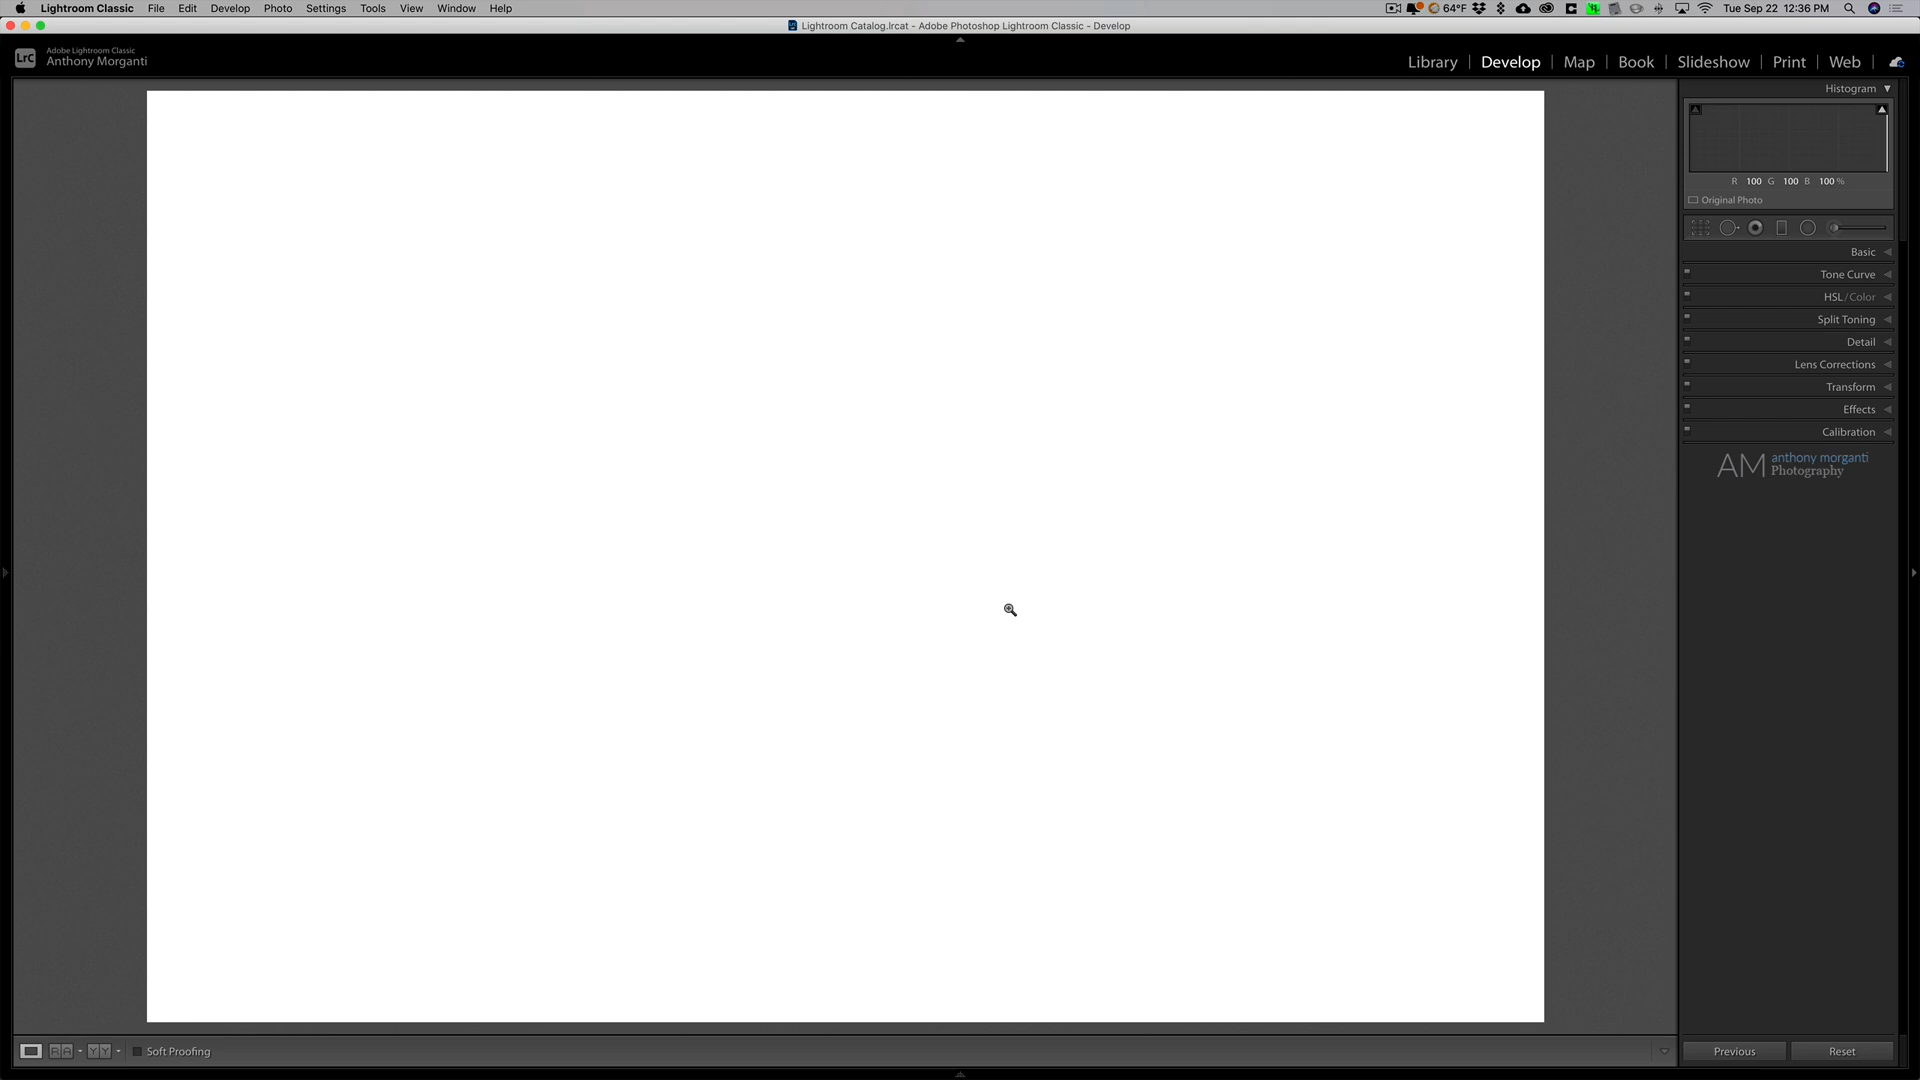 Lightroom Classic File Edit Develop Photo Settings Tools View Window Help 64°F Tue Sep 22 12:36 PM
Lightroom Catalog.lrcat - Adobe Photoshop Lightroom Classic - Develop
LrC
Adobe Lightroom Classic
Anthony Morganti
Library | Develop | Map | Book | Slideshow | Print | Web |
Histogram
R 100 G 100 B 100 %
Original Photo
Basic
Tone Curve
HSL / Color
Split Toning
Detail
Lens Corrections
Transform
Effects
Calibration
AM anthony morganti
Photography
RA YY Soft Proofing
Previous Reset